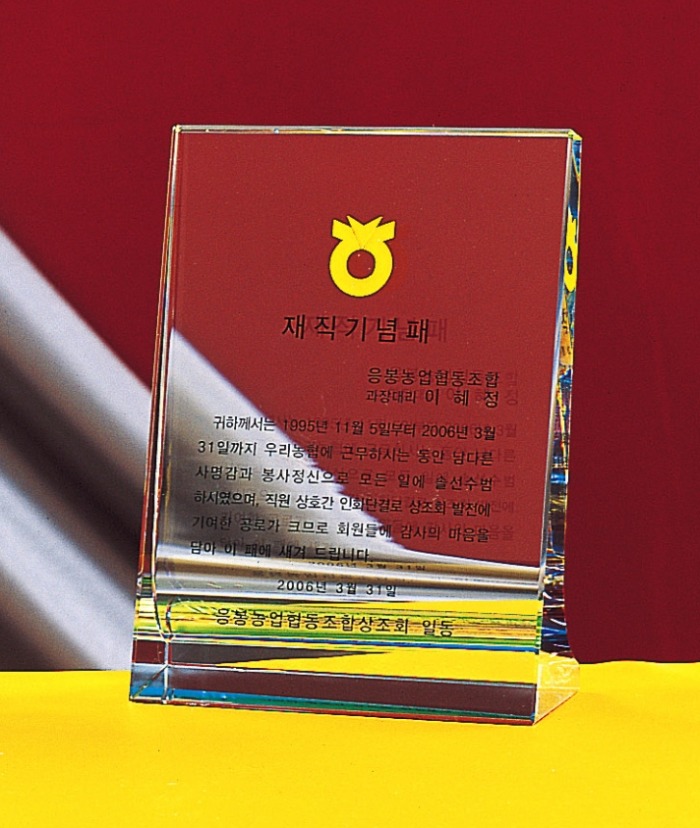 재직기념패
응봉농업협동조합
과장대리 이 혜 정
귀하께서는 1995년 11월 5일부터 2006년 3월
31일까지 우리농협에 근무하시는 동안 남다른
사명감과 봉사정신으로 모든 일에 솔선수범
하시었으며, 직원 상호간 인화단결로 상조회 발전에
기여한 공로가 크므로 회원들에 감사의 마음을
담아 이 패에 새겨 드립니다
2006년 3월 31일
응봉농업협동조합상조회 일동